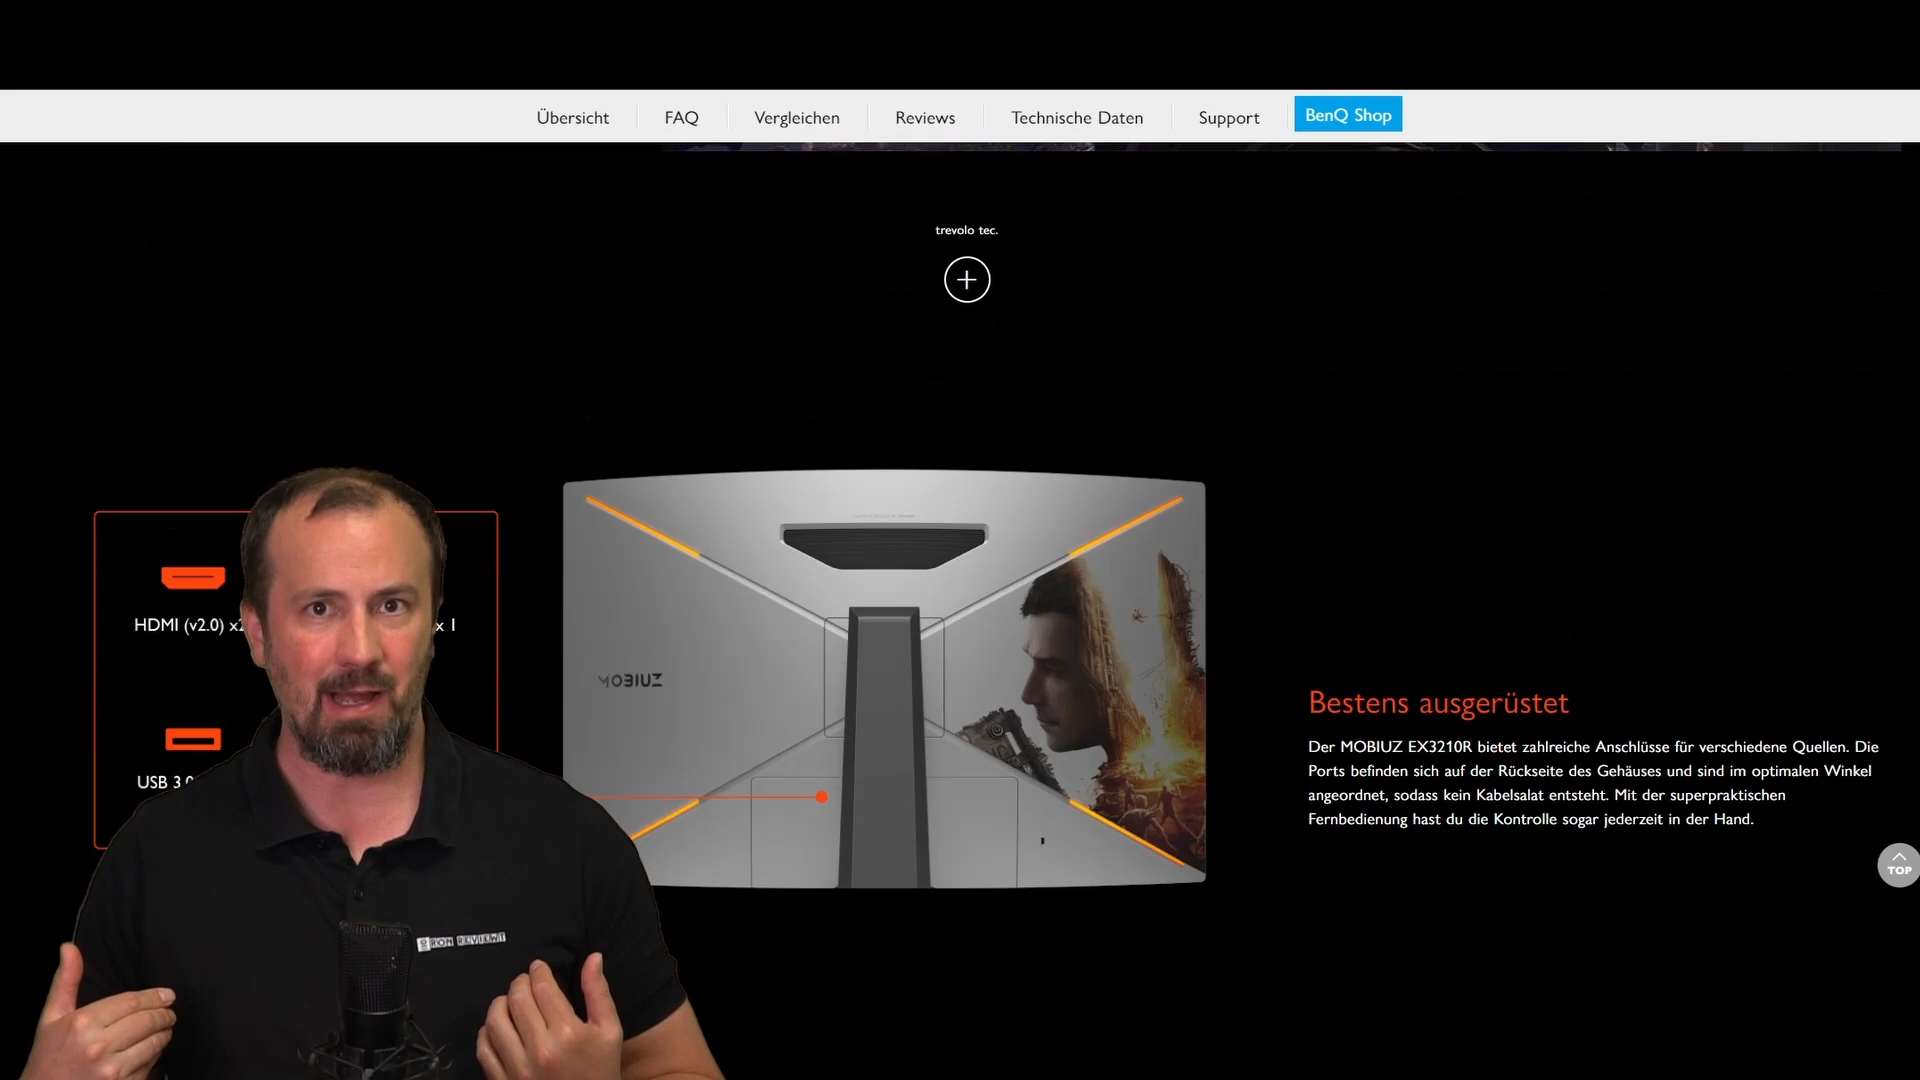 Übersicht
FAQ
Vergleichen
Reviews
Technische Daten
Support
BenQ Shop
trevolo tec.
HDMI (v2.0)
x 1
USB 3.0
MOBIUZ
RON REVIEWT
Bestens ausgerüstet
Der MOBIUZ EX3210R bietet zahlreiche Anschlüsse für verschiedene Quellen. Die
Ports befinden sich auf der Rückseite des Gehäuses und sind im optimalen Winkel
angeordnet, sodass kein Kabelsalat entsteht. Mit der superpraktischen
Fernbedienung hast du die Kontrolle sogar jederzeit in der Hand.
TOP